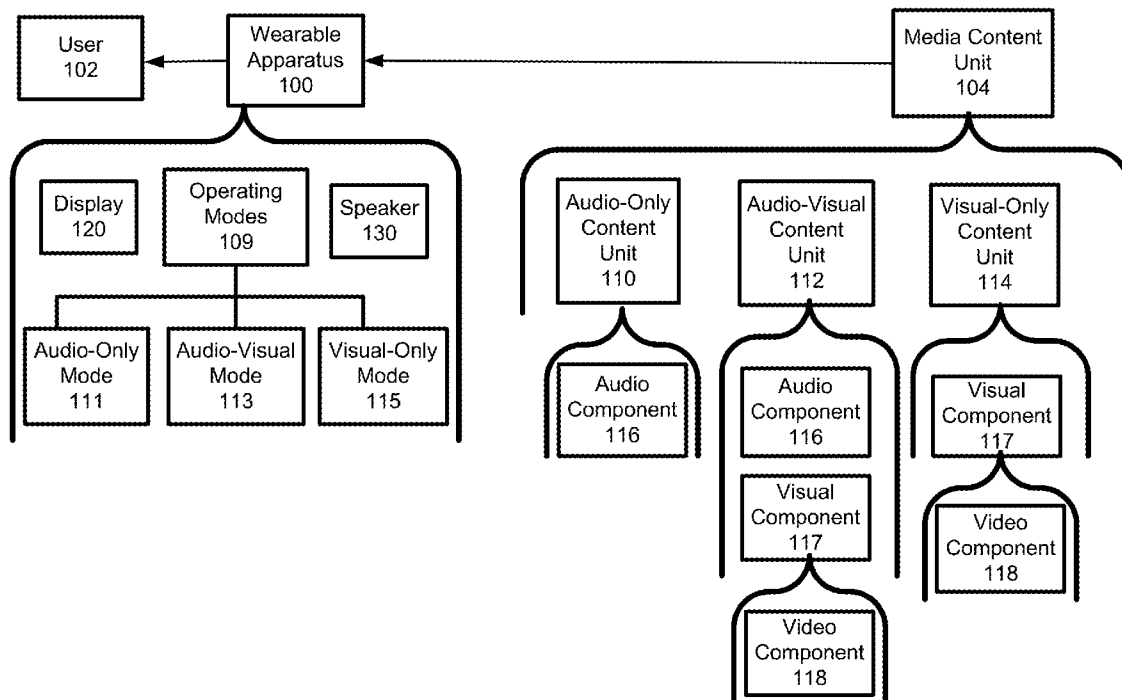 User
102
Wearable
Apparatus
100
Media Content
Unit
104
Display
120
Operating
Modes
109
Speaker
130
Audio-Only
Mode
111
Audio-Visual
Mode
113
Visual-Only
Mode
115
Audio-Only
Content
Unit
110
Audio-Visual
Content
Unit
112
Visual-Only
Content
Unit
114
Audio
Component
116
Audio
Component
116
Visual
Component
117
Visual
Component
117
Video
Component
118
Video
Component
118